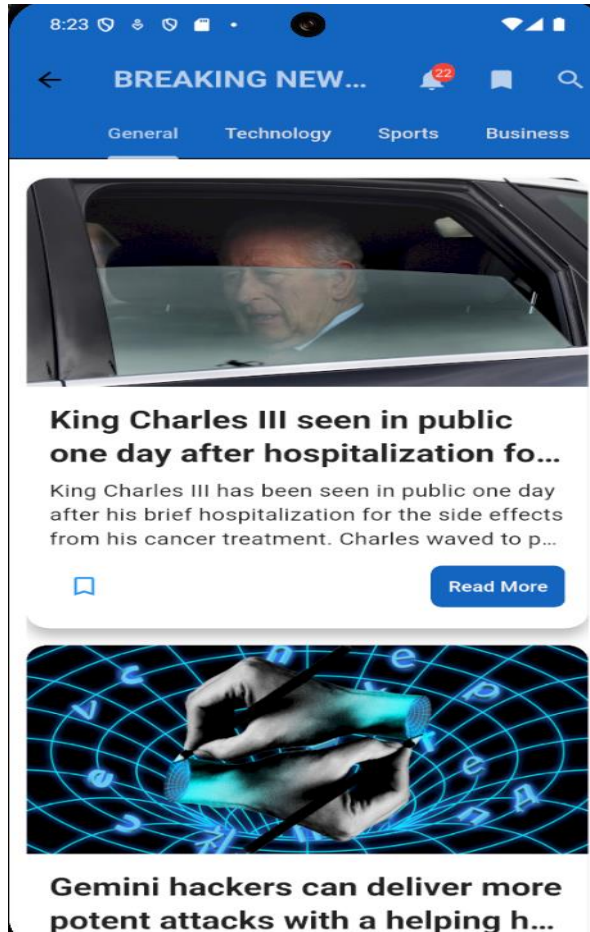 8:23
BREAKING NEW...
22
General Technology Sports Business
King Charles III seen in public
one day after hospitalization fo...
King Charles III has been seen in public one day
after his brief hospitalization for the side effects
from his cancer treatment. Charles waved to p...
Read More
Gemini hackers can deliver more
potent attacks with a helping h...